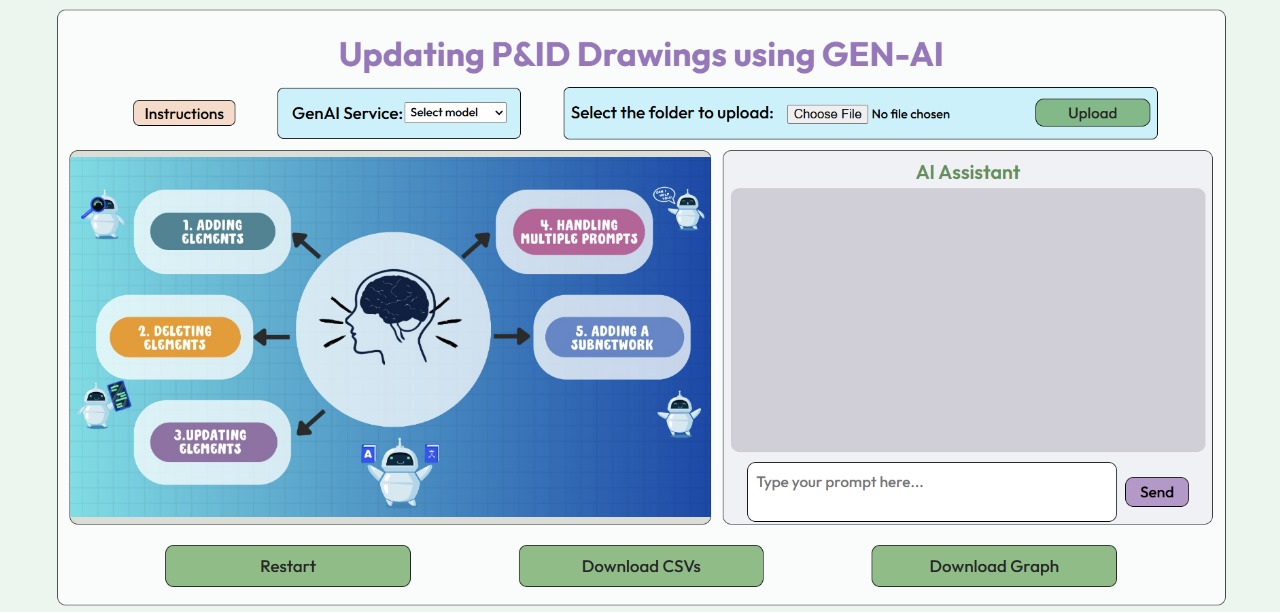 Updating P&ID Drawings using GEN-AI
Instructions
GenAI Service: Select model
Select the folder to upload: Choose File No file chosen
Upload
1. ADDING
ELEMENTS
2. DELETING
ELEMENTS
3.UPDATING
ELEMENTS
4. HANDLING
MULTIPLE PROMPTS
5. ADDING A
SUBNETWORK
A
AI Assistant
Type your prompt here...
Send
Restart
Download CSVs
Download Graph